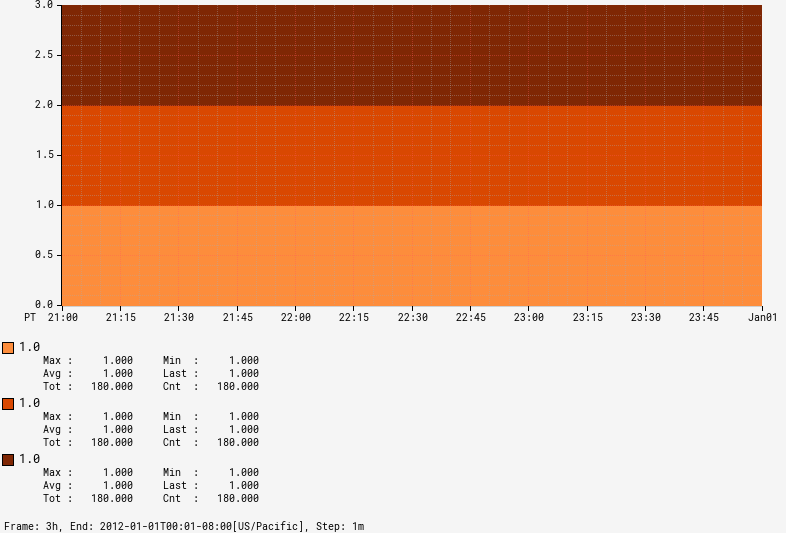 3.0
2.5
2.0
1.5
1.0
0.5
0.0
PT 21:00 21:15 21:30 21:45 22:00 22:15 22:30 22:45 23:00 23:15 23:30 23:45 Jan01
1.0
Max : 1.000 Min : 1.000
Avg : 1.000 Last : 1.000
Tot : 180.000 Cnt : 180.000
1.0
Max : 1.000 Min : 1.000
Avg : 1.000 Last : 1.000
Tot : 180.000 Cnt : 180.000
1.0
Max : 1.000 Min : 1.000
Avg : 1.000 Last : 1.000
Tot : 180.000 Cnt : 180.000
Frame: 3h, End: 2012-01-01T00:01-08:00[US/Pacific], Step: 1m